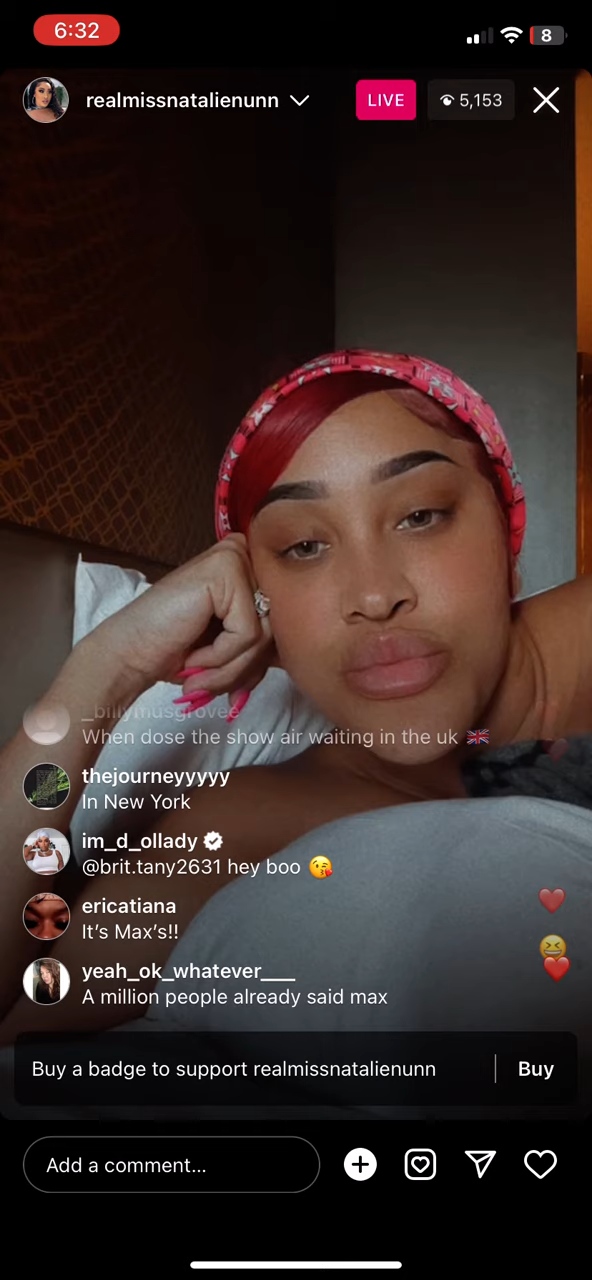 6:32
8
realmissnatalienunn
LIVE
5,153
_billymusgrovee
When dose the show air waiting in the uk 🇬🇧
thejourneyyyyy
In New York
im_d_ollady
@brit.tany2631 hey boo 😘
ericatiana
It’s Max’s!!
yeah_ok_whatever___
A million people already said max
Buy a badge to support realmissnatalienunn
Buy
Add a comment...